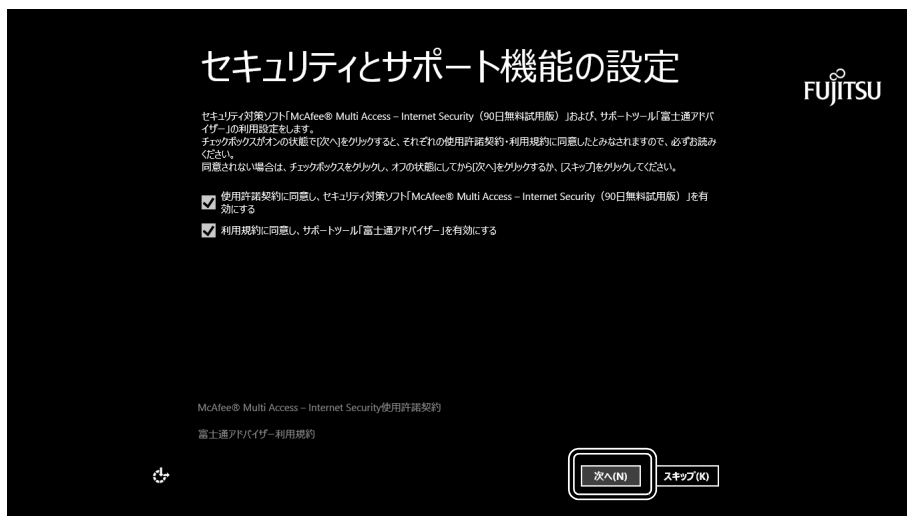 セキュリティとサポート機能の設定
FUJITSU
セキュリティ対策ソフト「McAfee® Multi Access – Internet Security（90日無料試用版）」および、サポートツール「富士通アドバ
イザー」の利用設定をします。
チェックボックスがオンの状態で[次へ]をクリックすると、それぞれの使用許諾契約・利用規約に同意したとみなされますので、必ずお読み
ください。
同意されない場合は、チェックボックスをクリックし、オフの状態にしてから[次へ]をクリックするか、[スキップ]をクリックしてください。
使用許諾契約に同意し、セキュリティ対策ソフト「McAfee® Multi Access – Internet Security（90日無料試用版）」を有
効にする
利用規約に同意し、サポートツール「富士通アドバイザー」を有効にする
McAfee® Multi Access – Internet Security使用許諾契約
富士通アドバイザー利用規約
次へ(N)
スキップ(K)